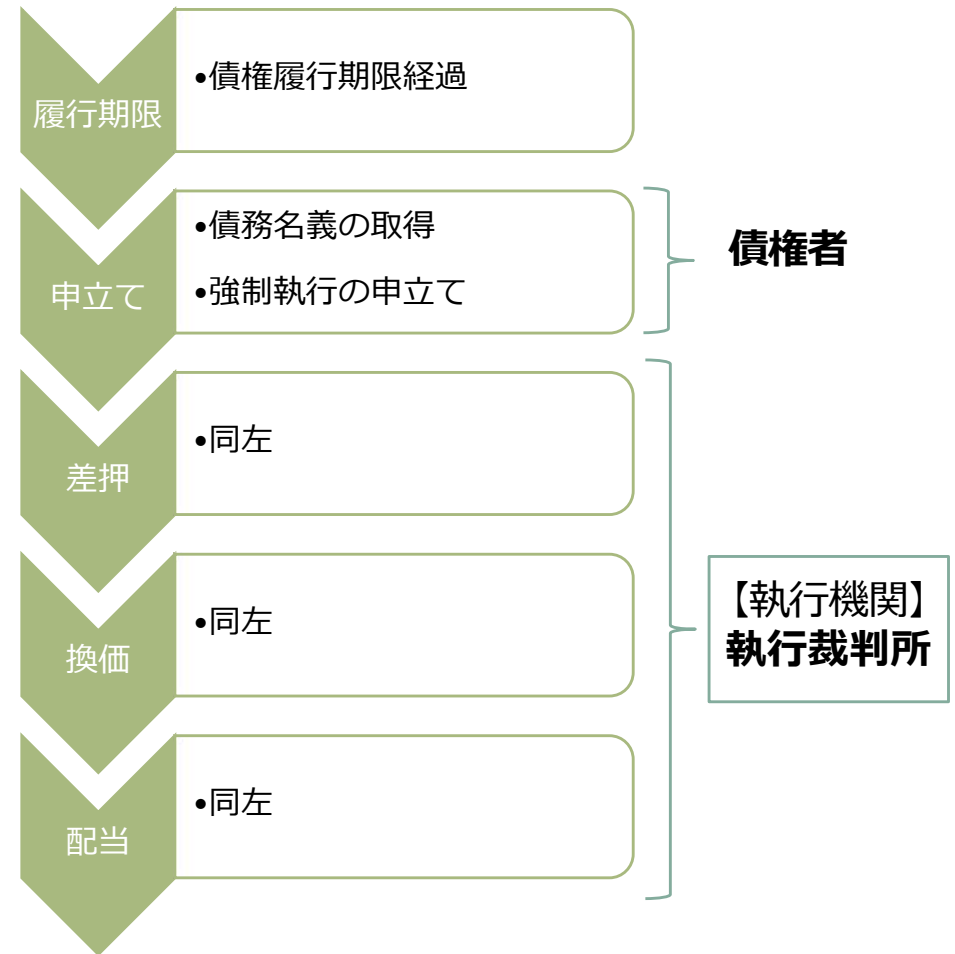 履行期限
•債権履行期限経過
申立て
•債務名義の取得
•強制執行の申立て
債権者
差押
•同左
換価
•同左
【執行機関】
執行裁判所
配当
•同左